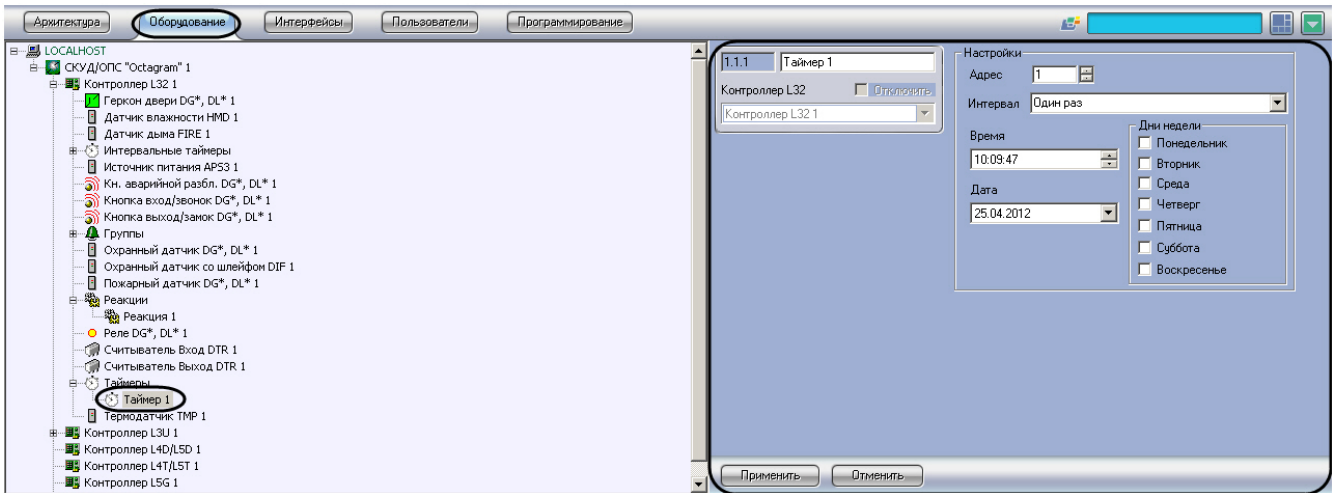 Архитектура
Оборудование
Интерфейсы
Пользователи
Программирование
LOCALHOST
СКУД/ОПС "Octagram" 1
Контроллер L32 1
Геркон двери DG*, DL* 1
Датчик влажности HMD 1
Датчик дыма FIRE 1
Интервальные таймеры
Источник питания APS3 1
Кн. аварийной разбл. DG*, DL* 1
Кнопка вход/звонок DG*, DL* 1
Кнопка выход/замок DG*, DL* 1
Группы
Охранный датчик DG*, DL* 1
Охранный датчик со шлейфом DIF 1
Пожарный датчик DG*, DL* 1
Реакции
Реакция 1
Реле DG*, DL* 1
Считыватель Вход DTR 1
Считыватель Выход DTR 1
Таймеры
Таймер 1
Термодатчик TMP 1
Контроллер L3U 1
Контроллер L4D/L5D 1
Контроллер L4T/L5T 1
Контроллер L5G 1
1.1.1
Таймер 1
Контроллер L32
Отключить
Контроллер L32 1
Настройки
Адрес
1
Интервал
Один раз
Время
10:09:47
Дата
25.04.2012
Дни недели
Понедельник
Вторник
Среда
Четверг
Пятница
Суббота
Воскресенье
Применить
Отменить